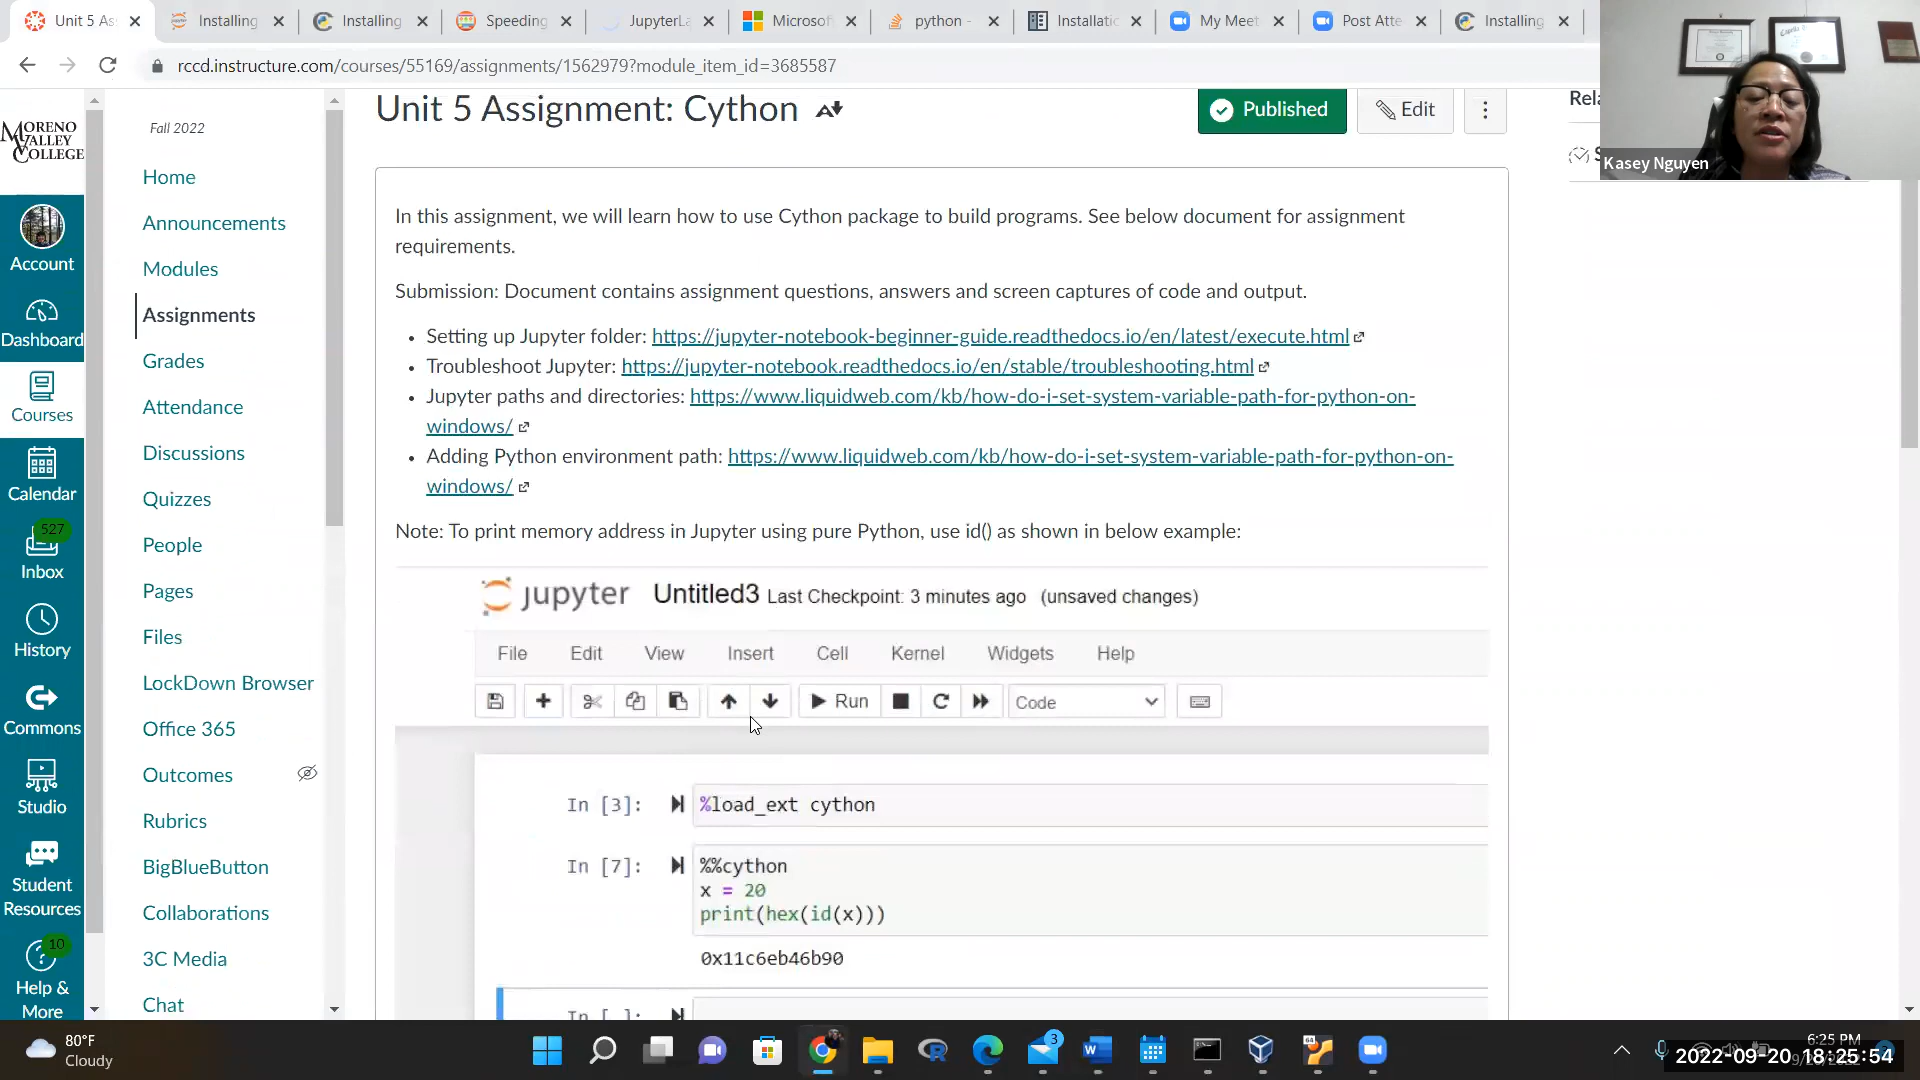 Unit 5 As
Installing
Installing
Speeding
JupyterLa
Microsof
python -
Installatic
My Meet
Post Atte
Installing
rccd.instructure.com/courses/55169/assignments/1562979?module_item_id=3685587
MORENO
VALLEY
COLLEGE
Account
Dashboard
Courses
Calendar
527
Inbox
History
Commons
Studio
Student
Resources
10
Help &
More
Fall 2022
Home
Announcements
Modules
Assignments
Grades
Attendance
Discussions
Quizzes
People
Pages
Files
LockDown Browser
Office 365
Outcomes
Rubrics
BigBlueButton
Collaborations
3C Media
Chat
Unit 5 Assignment: Cython
Published
Edit
Rela
Kasey Nguyen
In this assignment, we will learn how to use Cython package to build programs. See below document for assignment
requirements.
Submission: Document contains assignment questions, answers and screen captures of code and output.
• Setting up Jupyter folder: https://jupyter-notebook-beginner-guide.readthedocs.io/en/latest/execute.html
• Troubleshoot Jupyter: https://jupyter-notebook.readthedocs.io/en/stable/troubleshooting.html
• Jupyter paths and directories: https://www.liquidweb.com/kb/how-do-i-set-system-variable-path-for-python-on-
windows/
• Adding Python environment path: https://www.liquidweb.com/kb/how-do-i-set-system-variable-path-for-python-on-
windows/
Note: To print memory address in Jupyter using pure Python, use id() as shown in below example:
jupyter Untitled3 Last Checkpoint: 3 minutes ago (unsaved changes)
File Edit View Insert Cell Kernel Widgets Help
Run Code
In [3]: %load_ext cython
In [7]: %%cython
x = 20
print(hex(id(x)))
0x11c6eb46b90
In [ ]:
80°F
Cloudy
3
64
6:25 PM
2022-09-20 18:25:54